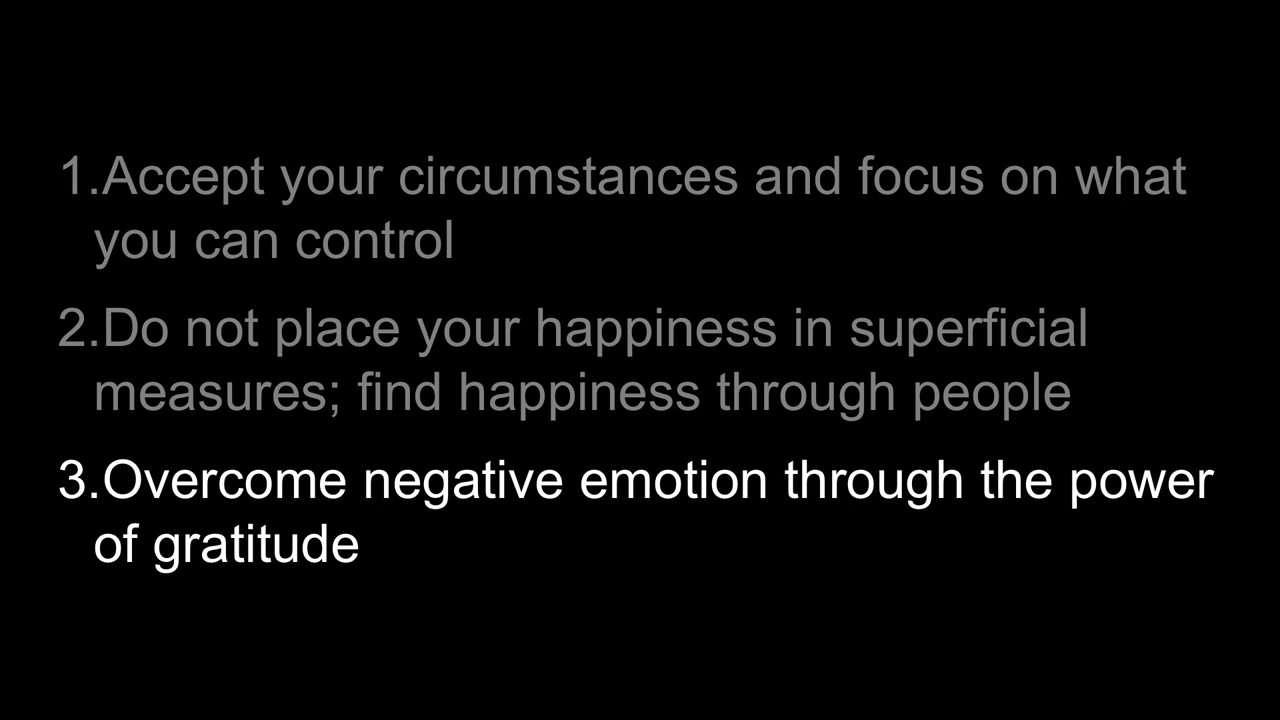 1.Accept your circumstances and focus on what
you can control
2.Do not place your happiness in superficial
measures; find happiness through people
3.Overcome negative emotion through the power
of gratitude